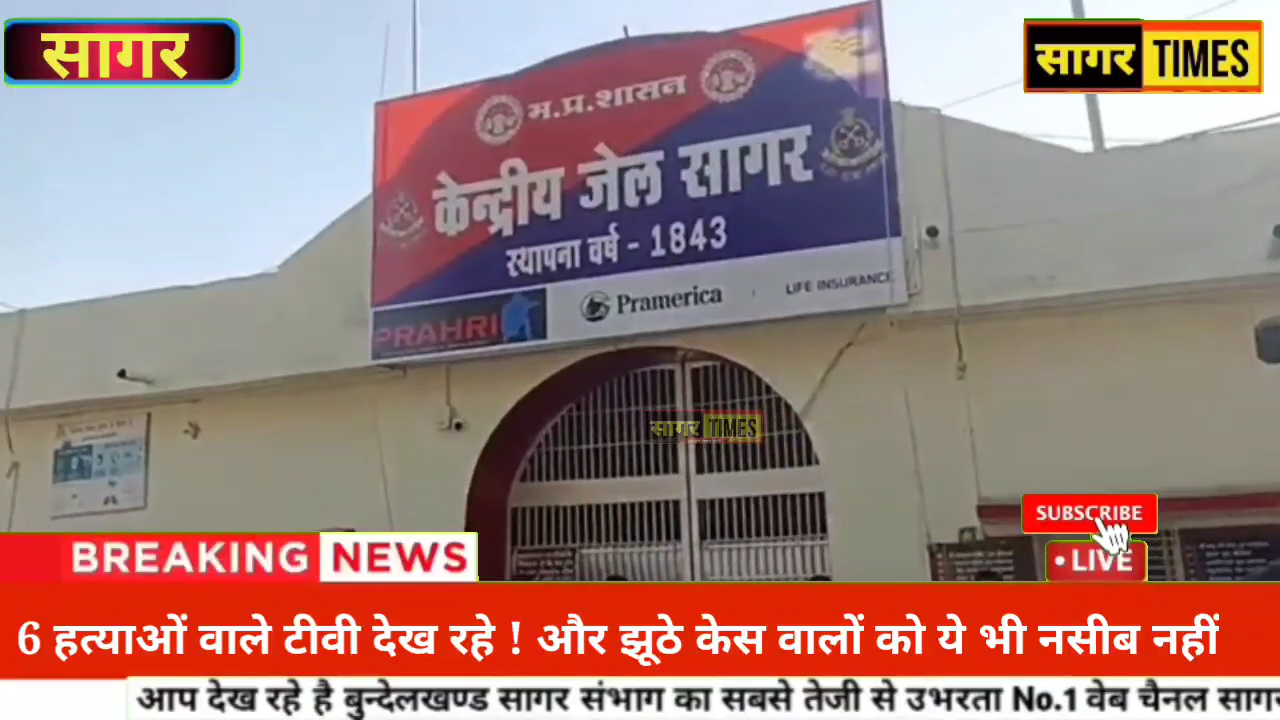 सागर
सागर TIMES
म.प्र.शासन
केन्द्रीय जेल सागर
स्थापना वर्ष - 1843
PRAHRI
Pramerica
LIFE INSURANCE
सागर TIMES
SUBSCRIBE
LIVE
BREAKING NEWS
6 हत्याओं वाले टीवी देख रहे ! और झूठे केस वालों को ये भी नसीब नहीं
आप देख रहे है बुन्देलखण्ड सागर संभाग का सबसे तेजी से उभरता No.1 वेब चैनल सागर